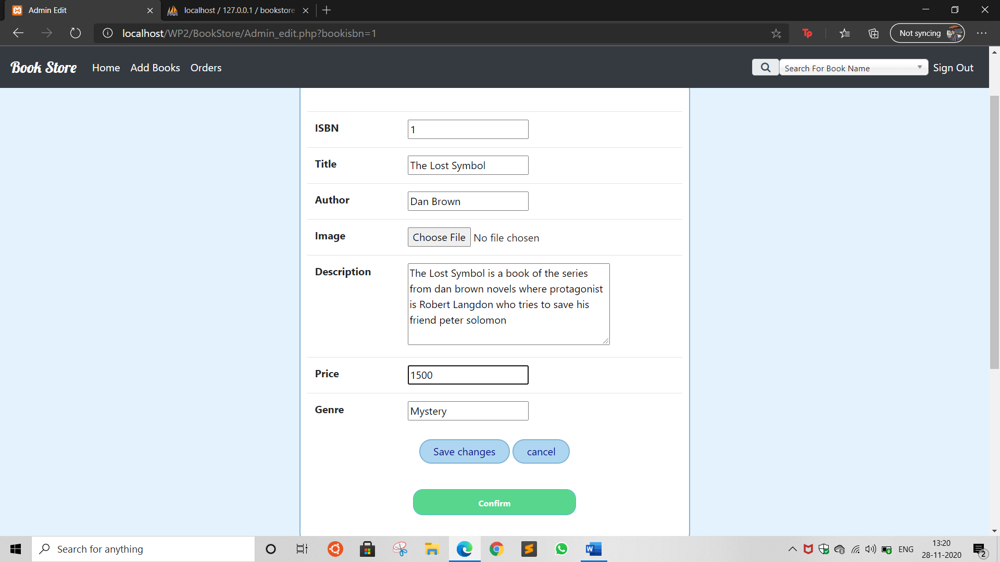 Admin Edit
localhost / 127.0.0.1 / bookstore
localhost/WP2/BookStore/Admin_edit.php?bookisbn=1
Tp
Not syncing
Book Store
Home
Add Books
Orders
Search For Book Name
Sign Out
ISBN
1
Title
The Lost Symbol
Author
Dan Brown
Image
Choose File No file chosen
Description
The Lost Symbol is a book of the series
from dan brown novels where protagonist
is Robert Langdon who tries to save his
friend peter solomon
Price
1500
Genre
Mystery
Save changes
cancel
Confirm
Search for anything
ENG
13:20
28-11-2020
2